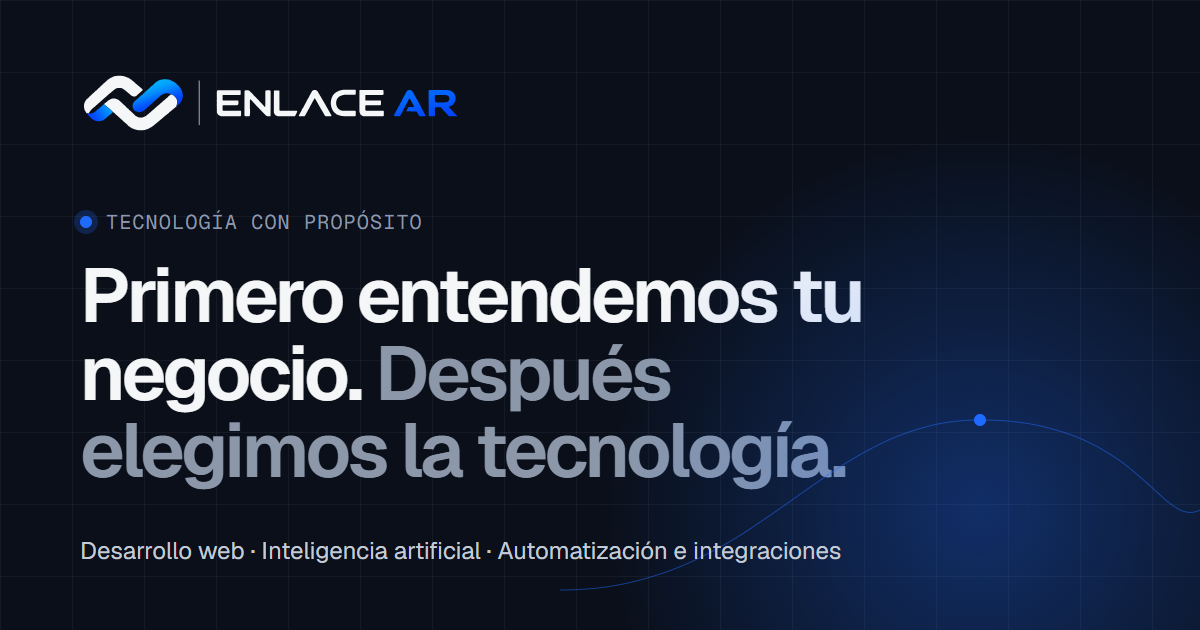 ENLACE AR
TECNOLOGÍA CON PROPÓSITO
Primero entendemos tu
negocio. Después
elegimos la tecnología.
Desarrollo web · Inteligencia artificial · Automatización e integraciones